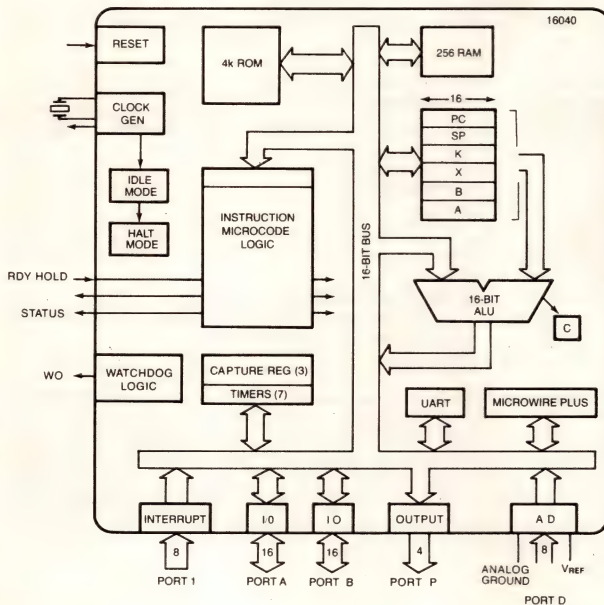 16040
RESET
4k ROM
256 RAM
CLOCK
GEN
16
PC
SP
K
X
B
A
IDLE
MODE
HALT
MODE
INSTRUCTION
MICROCODE
LOGIC
16-BIT BUS
RDY HOLD
STATUS
16-BIT
ALU
C
WO
WATCHDOG
LOGIC
CAPTURE REG (3)
TIMERS (7)
UART
MICROWIRE PLUS
INTERRUPT
I/0
I O
OUTPUT
A D
8
16
16
4
8
PORT 1
PORT A
PORT B
PORT P
ANALOG
GROUND
VREF
PORT D